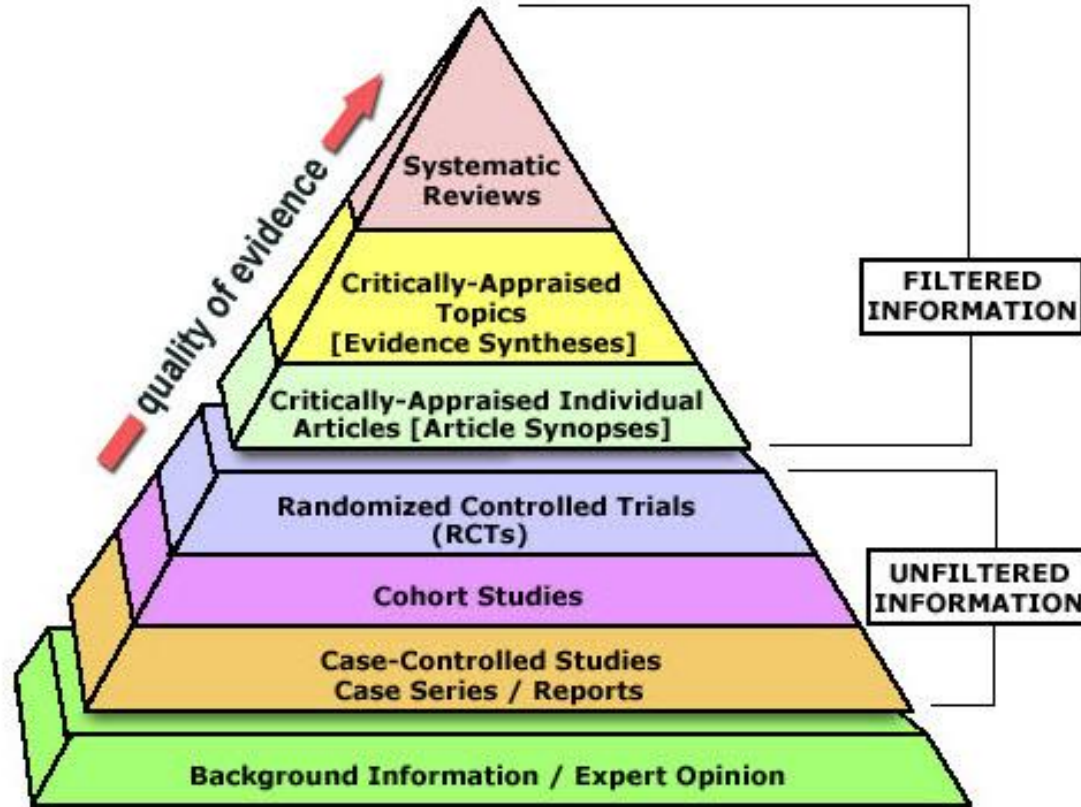 quality of evidence
Systematic
Reviews
Critically-Appraised
Topics
[Evidence Syntheses]
FILTERED
INFORMATION
Critically-Appraised Individual
Articles [Article Synopses]
Randomized Controlled Trials
(RCTs)
UNFILTERED
INFORMATION
Cohort Studies
Case-Controlled Studies
Case Series / Reports
Background Information / Expert Opinion